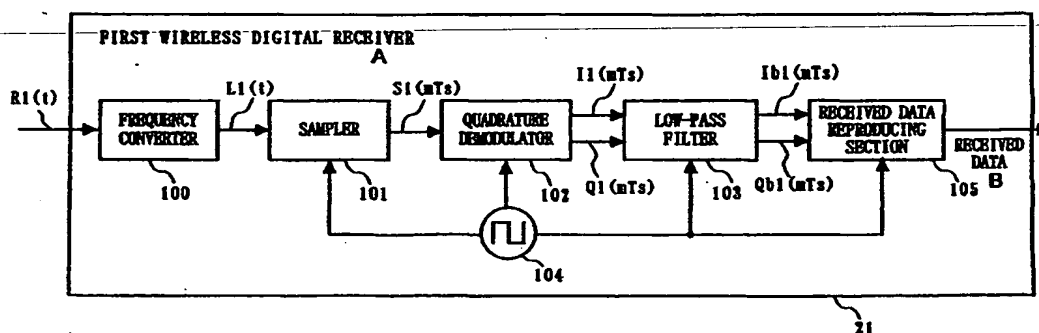 FIRST WIRELESS DIGITAL RECEIVER
A
R1(t)
L1(t)
S1(mTs)
I1(mTs)
Ib1(mTs)
FREQUENCY
CONVERTER
SAMPLER
QUADRATURE
DEMODULATOR
LOW-PASS
FILTER
RECEIVED DATA
REPRODUCING
SECTION
100
101
102
Q1(mTs)
103
Qb1(mTs)
105
RECEIVED
DATA
B
104
21